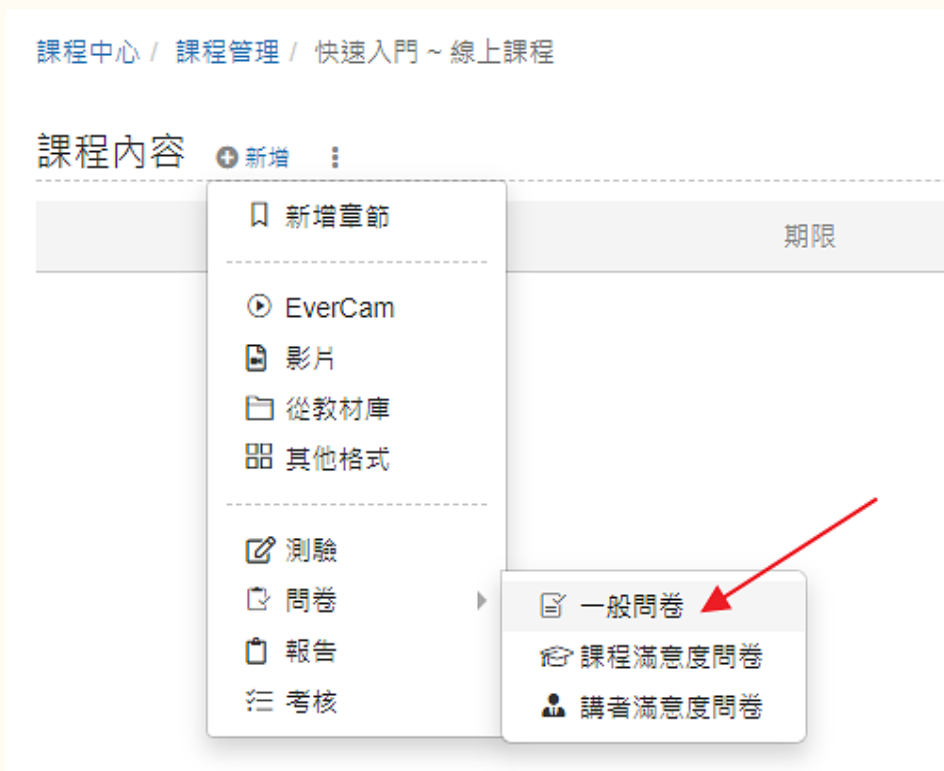 課程中心 / 課程管理 / 快速入門 ~ 線上課程
課程內容 新增
新增章節
期限
EverCam
影片
從教材庫
其他格式
測驗
問卷
一般問卷
報告
課程滿意度問卷
考核
講者滿意度問卷